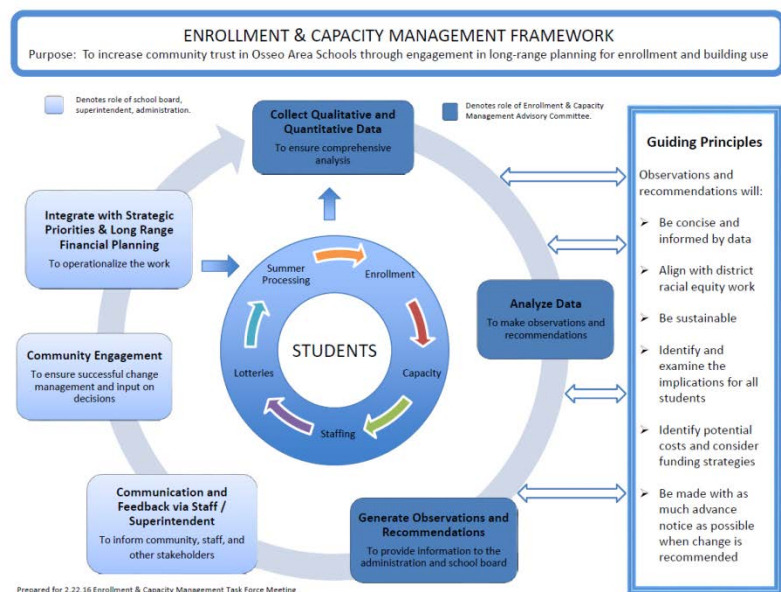 ENROLLMENT & CAPACITY MANAGEMENT FRAMEWORK
Purpose: To increase community trust in Osseo Area Schools through engagement in long-range planning for enrollment and building use
Denotes role of school board,
superintendent, administration.
Denotes role of Enrollment & Capacity
Management Advisory Committee.
Collect Qualitative and
Quantitative Data
To ensure comprehensive
analysis
Analyze Data
To make observations and
recommendations
Generate Observations and
Recommendations
To provide information to the
administration and school board
Communication and
Feedback via Staff /
Superintendent
To inform community, staff, and
other stakeholders
Community Engagement
To ensure successful change
management and input on
decisions
Integrate with Strategic
Priorities & Long Range
Financial Planning
To operationalize the work
STUDENTS
Summer
Processing
Enrollment
Capacity
Staffing
Lotteries
Guiding Principles
Observations and
recommendations will:
➢ Be concise and
informed by data
➢ Align with district
racial equity work
➢ Be sustainable
➢ Identify and
examine the
implications for all
students
➢ Identify potential
costs and consider
funding strategies
➢ Be made with as
much advance
notice as possible
when change is
recommended
Prepared for 2.22.16 Enrollment & Capacity Management Task Force Meeting